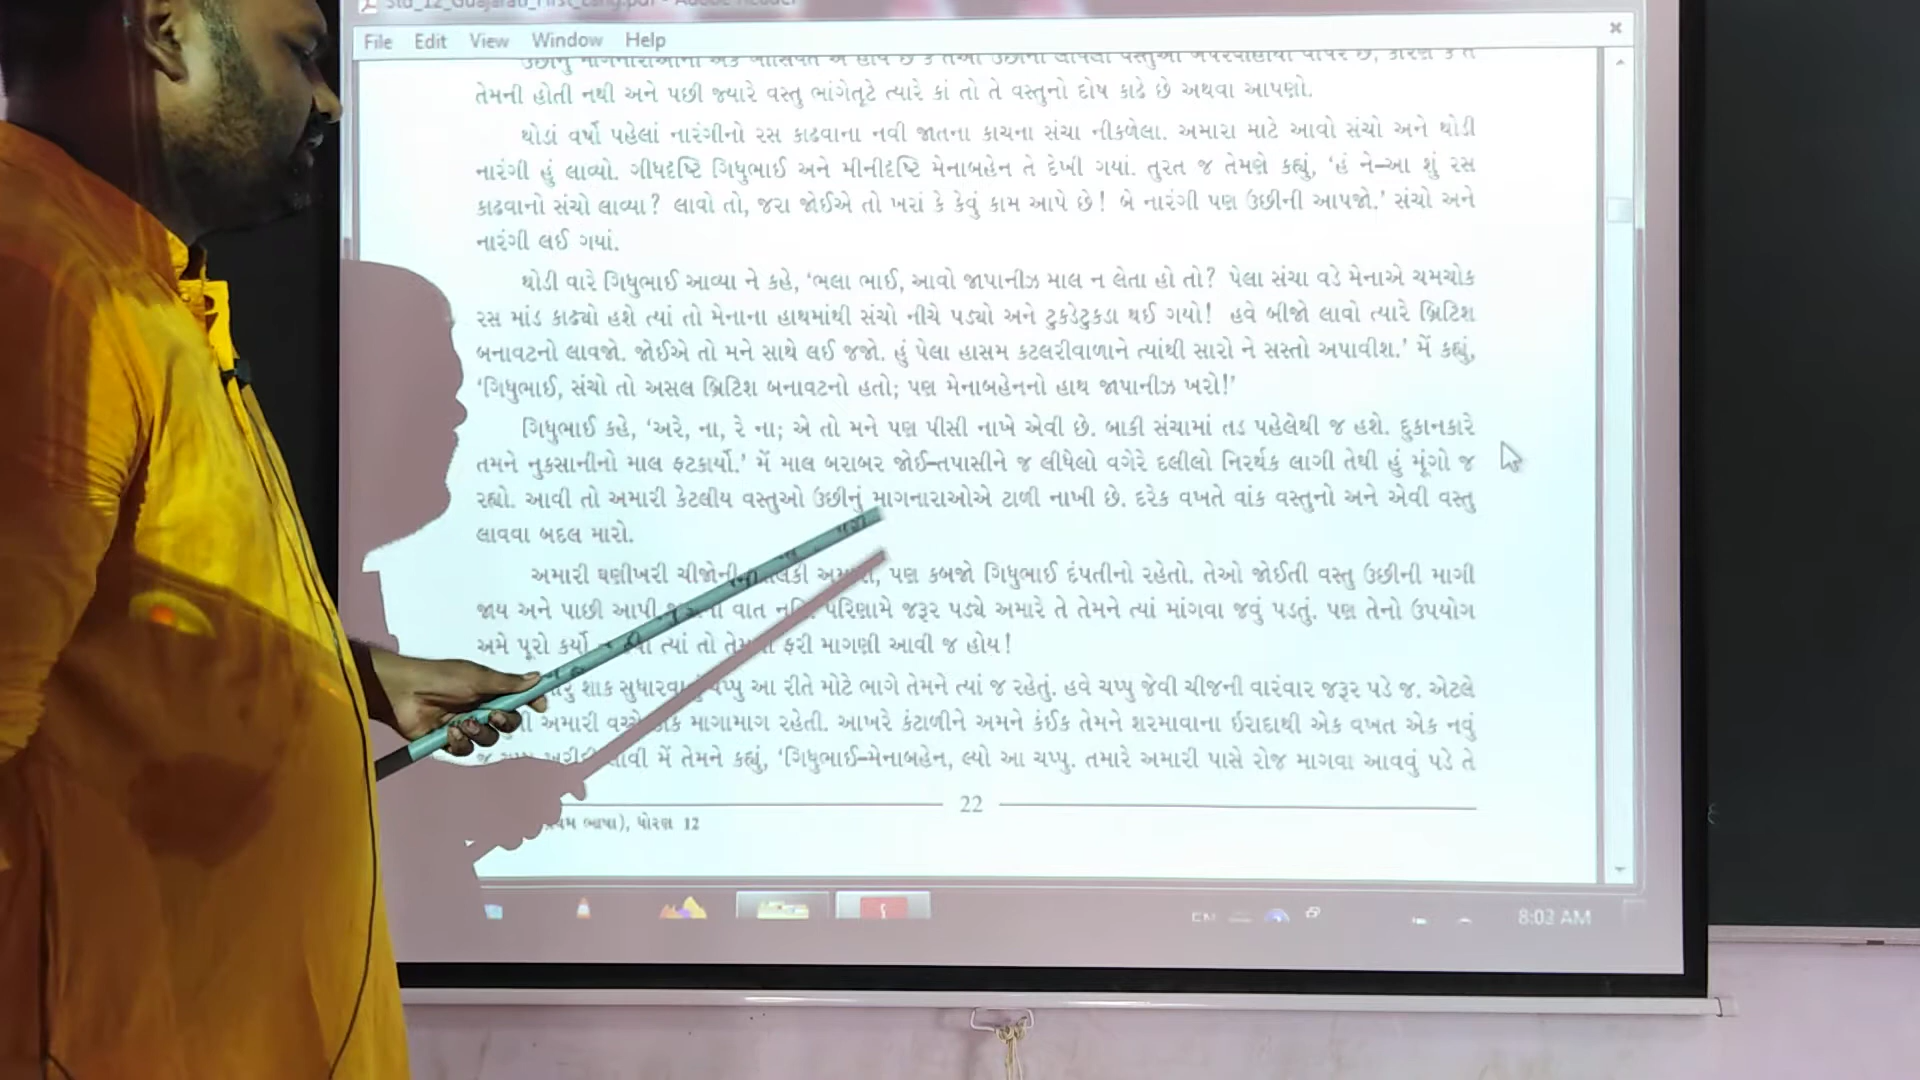 Std_12_Guajarati_First_Lang.pdf - Adobe Reader
File Edit View Window Help
તેમની હોતી નથી અને પછી જ્યારે વસ્તુ ભાંગેતૂટે ત્યારે કાં તો તે વસ્તુનો દોષ કાઢે છે અથવા આપણો.
થોડાં વર્ષો પહેલાં નારંગીનો રસ કાઢવાના નવી જાતના કાચના સંચા નીકળેલા. અમારા માટે આવો સંચો અને થોડી
નારંગી હું લાવ્યો. ગીધદષ્ટિ ગિધુભાઈ અને મીનીદષ્ટિ મેનાબહેન તે દેખી ગયાં. તુરત જ તેમણે કહ્યું, ‘હં ને–આ શું રસ
કાઢવાનો સંચો લાવ્યા? લાવો તો, જરા જોઈએ તો ખરાં કે કેવું કામ આપે છે! બે નારંગી પણ ઉછીની આપજો.’ સંચો અને
નારંગી લઈ ગયાં.
થોડી વારે ગિધુભાઈ આવ્યા ને કહે, ‘ભલા ભાઈ, આવો જાપાનીઝ માલ ન લેતા હો તો? પેલા સંચા વડે મેનાએ ચમચોક
રસ માંડ કાઢ્યો હશે ત્યાં તો મેનાના હાથમાંથી સંચો નીચે પડ્યો અને ટુકડેટુકડા થઈ ગયો! હવે બીજો લાવો ત્યારે બ્રિટિશ
બનાવટનો લાવજો. જોઈએ તો મને સાથે લઈ જજો. હું પેલા હાસમ કટલરીવાળાને ત્યાંથી સારો ને સસ્તો અપાવીશ.’ મેં કહ્યું,
‘ગિધુભાઈ, સંચો તો અસલ બ્રિટિશ બનાવટનો હતો; પણ મેનાબહેનનો હાથ જાપાનીઝ ખરો!’
ગિધુભાઈ કહે, ‘અરે, ના, રે ના; એ તો મને પણ પીસી નાખે એવી છે. બાકી સંચામાં તડ પહેલેથી જ હશે. દુકાનકારે
તમને નુકસાનીનો માલ ફટકાર્યો.’ મેં માલ બરાબર જોઈ–તપાસીને જ લીધેલો વગેરે દલીલો નિરર્થક લાગી તેથી હું મૂંગો જ
રહ્યો. આવી તો અમારી કેટલીય વસ્તુઓ ઉછીનું માગનારાઓએ ટાળી નાખી છે. દરેક વખતે વાંક વસ્તુનો અને એવી વસ્તુ
લાવવા બદલ મારો.
અમારી ઘણીખરી ચીજોની પણ કબજો ગિધુભાઈ દંપતીનો રહેતો. તેઓ જોઈતી વસ્તુ ઉછીની માગી
જાય અને પાછી વાત પરિણામે જરૂર પડ્યે અમારે તે તેમને ત્યાં માંગવા જવું પડતું. પણ તેનો ઉપયોગ
અમે પૂરો કર્યો ત્યાં તો ફરી માગણી આવી જ હોય!
શાક આ રીતે મોટે ભાગે તેમને ત્યાં જ રહેતું. હવે ચપ્પુ જેવી ચીજની વારંવાર જરૂર પડે જ. એટલે
અમારી વચ્ચે માગામાગ રહેતી. આખરે કંટાળીને અમને કંઈક તેમને શરમાવાના ઈરાદાથી એક વખત એક નવું
મેં તેમને કહ્યું, ‘ગિધુભાઈ–મેનાબહેન, લ્યો આ ચપ્પુ. તમારે અમારી પાસે રોજ માગવા આવવું પડે તે
22
ભાષા), ધોરણ 12
EN 8:02 AM